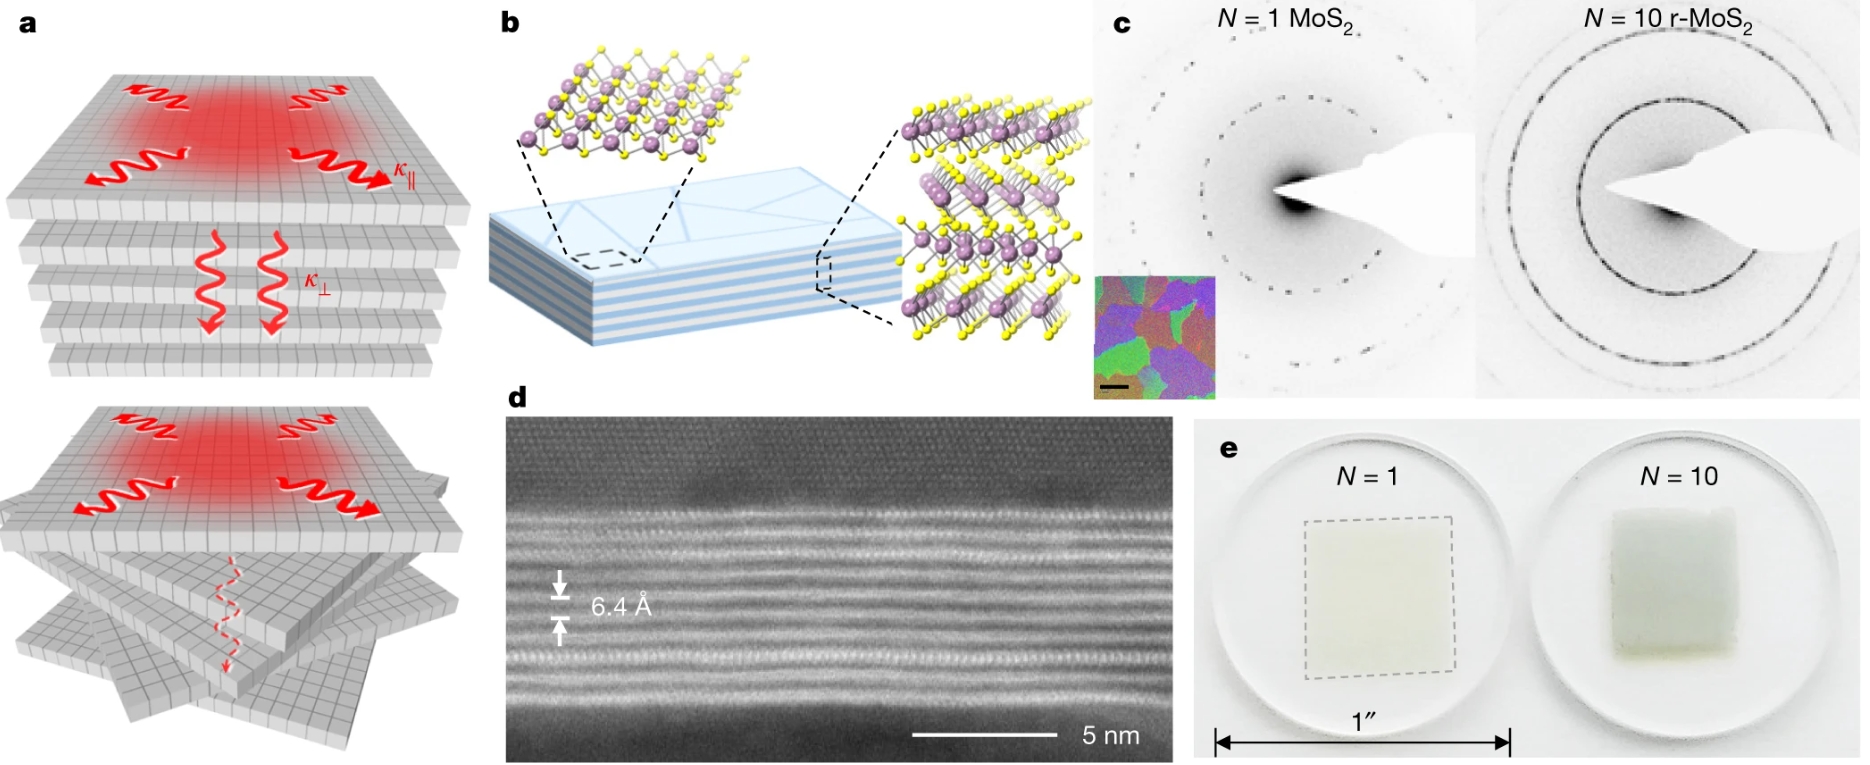 a
κ∥
κ⊥
b
c
N = 1 MoS₂
N = 10 r-MoS₂
d
6.4 Å
5 nm
e
N = 1
N = 10
1″